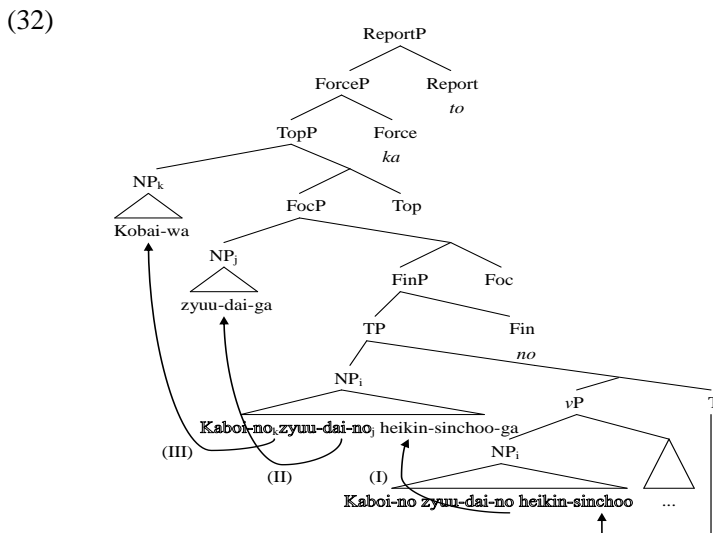 (32)
ReportP
ForceP Report
to
TopP Force
ka
NPk
FocP Top
Kobai-wa
NPj
FinP Foc
zyuu-dai-ga
TP Fin
no
NPi
vP T
Kaboi-nok zyuu-dai-noj heikin-sinchoo-ga
(III) (II) (I)
NPi
Kaboi-no zyuu-dai-no heikin-sinchoo ...